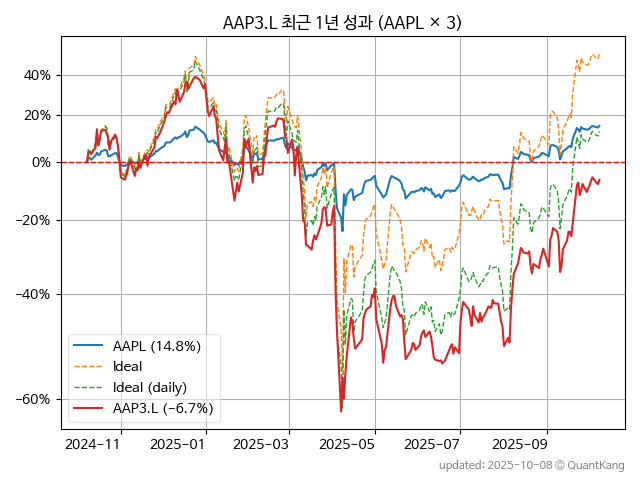 AAP3.L 최근 1년 성과 (AAPL × 3)
40%
20%
0%
−20%
−40%
−60%
AAPL (14.8%)
Ideal
Ideal (daily)
AAP3.L (−6.7%)
2024−11
2025−01
2025−03
2025−05
2025−07
2025−09
updated: 2025-10-08 © QuantKang